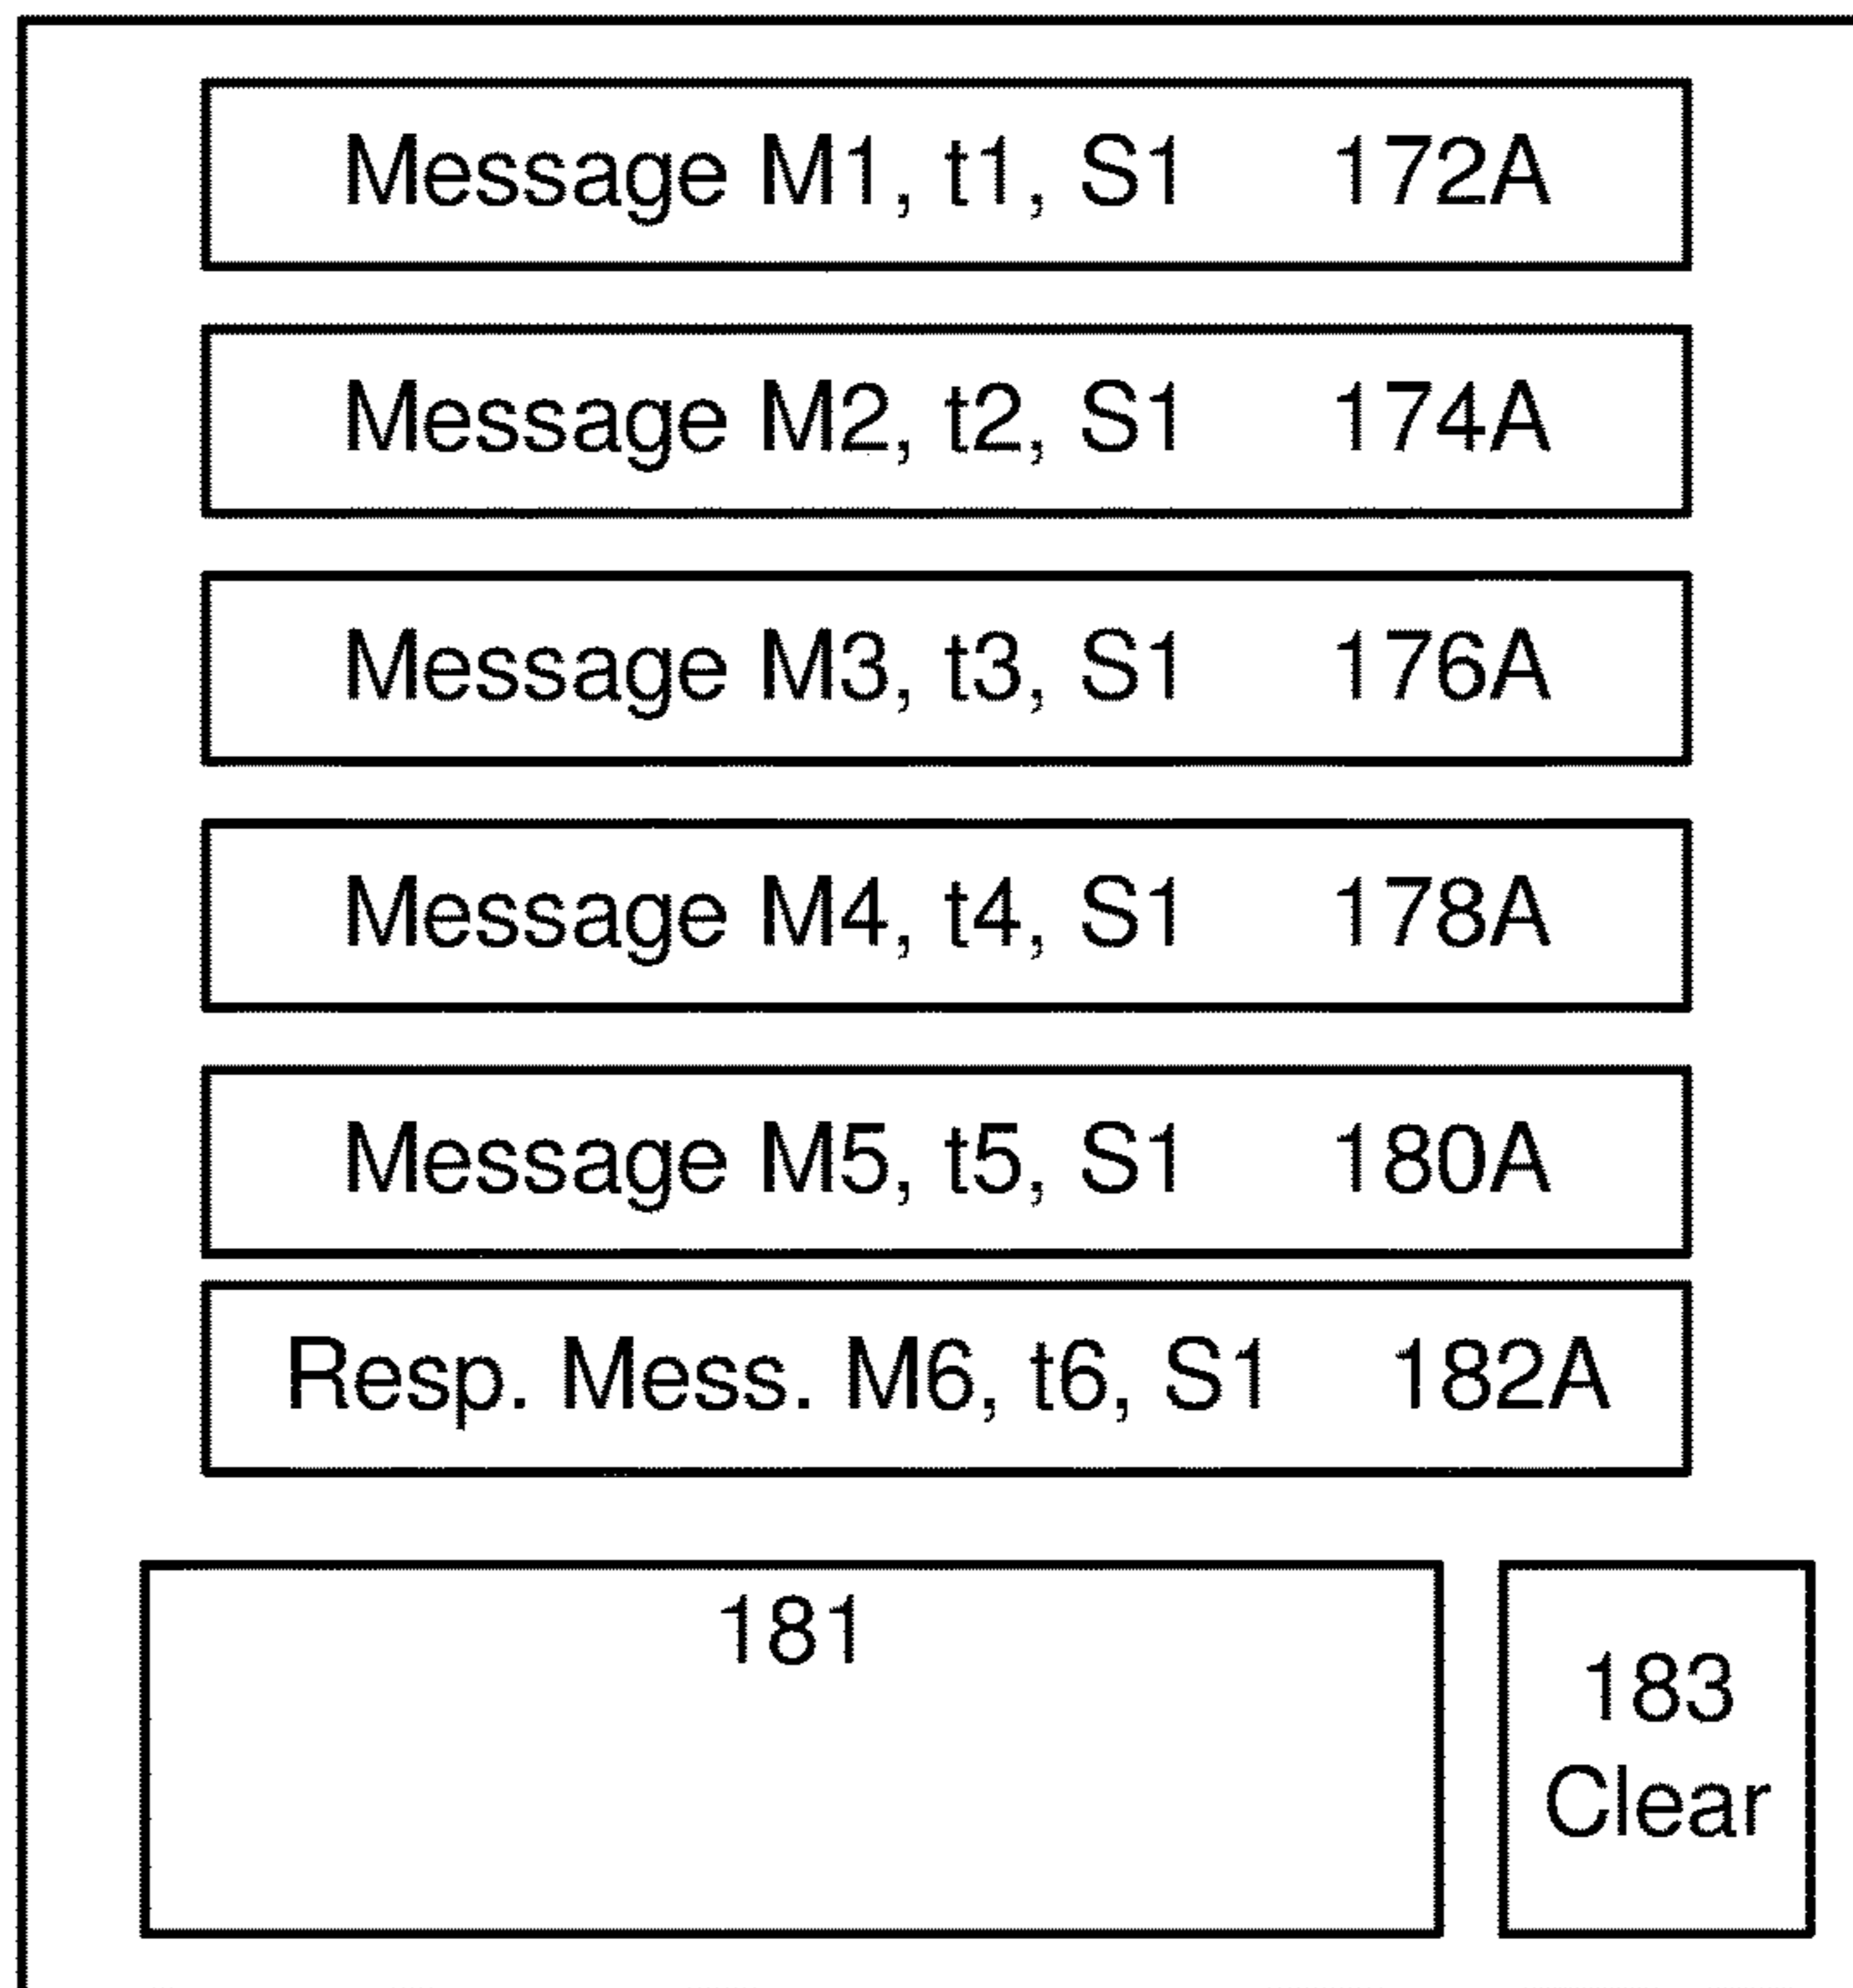 Message M1, t1, S1 172A
Message M2, t2, S1 174A
Message M3, t3, S1 176A
Message M4, t4, S1 178A
Message M5, t5, S1 180A
Resp. Mess. M6, t6, S1 182A
181
183
Clear